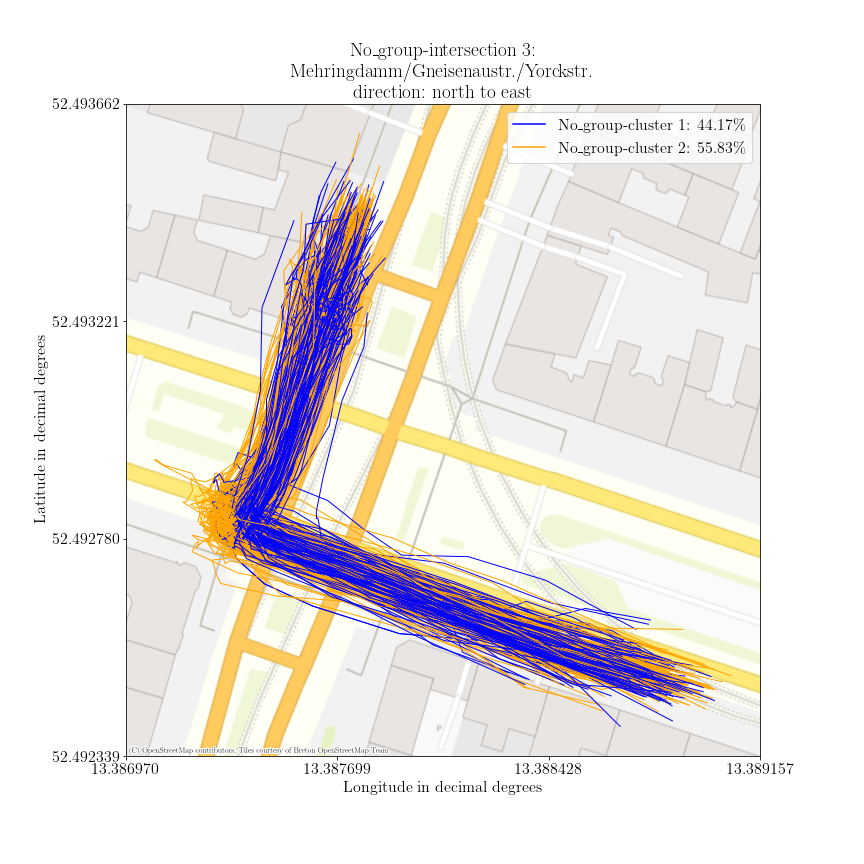 No_group-intersection 3:
Mehringdamm/Gneisenaustr./Yorckstr.
direction: north to east
No_group-cluster 1: 44.17%
No_group-cluster 2: 55.83%
52.493662
52.493221
52.492780
52.492339
Latitude in decimal degrees
P
(C) OpenStreetMap contributors, Tiles courtesy of Breton OpenStreetMap Team
13.386970
13.387699
13.388428
13.389157
Longitude in decimal degrees